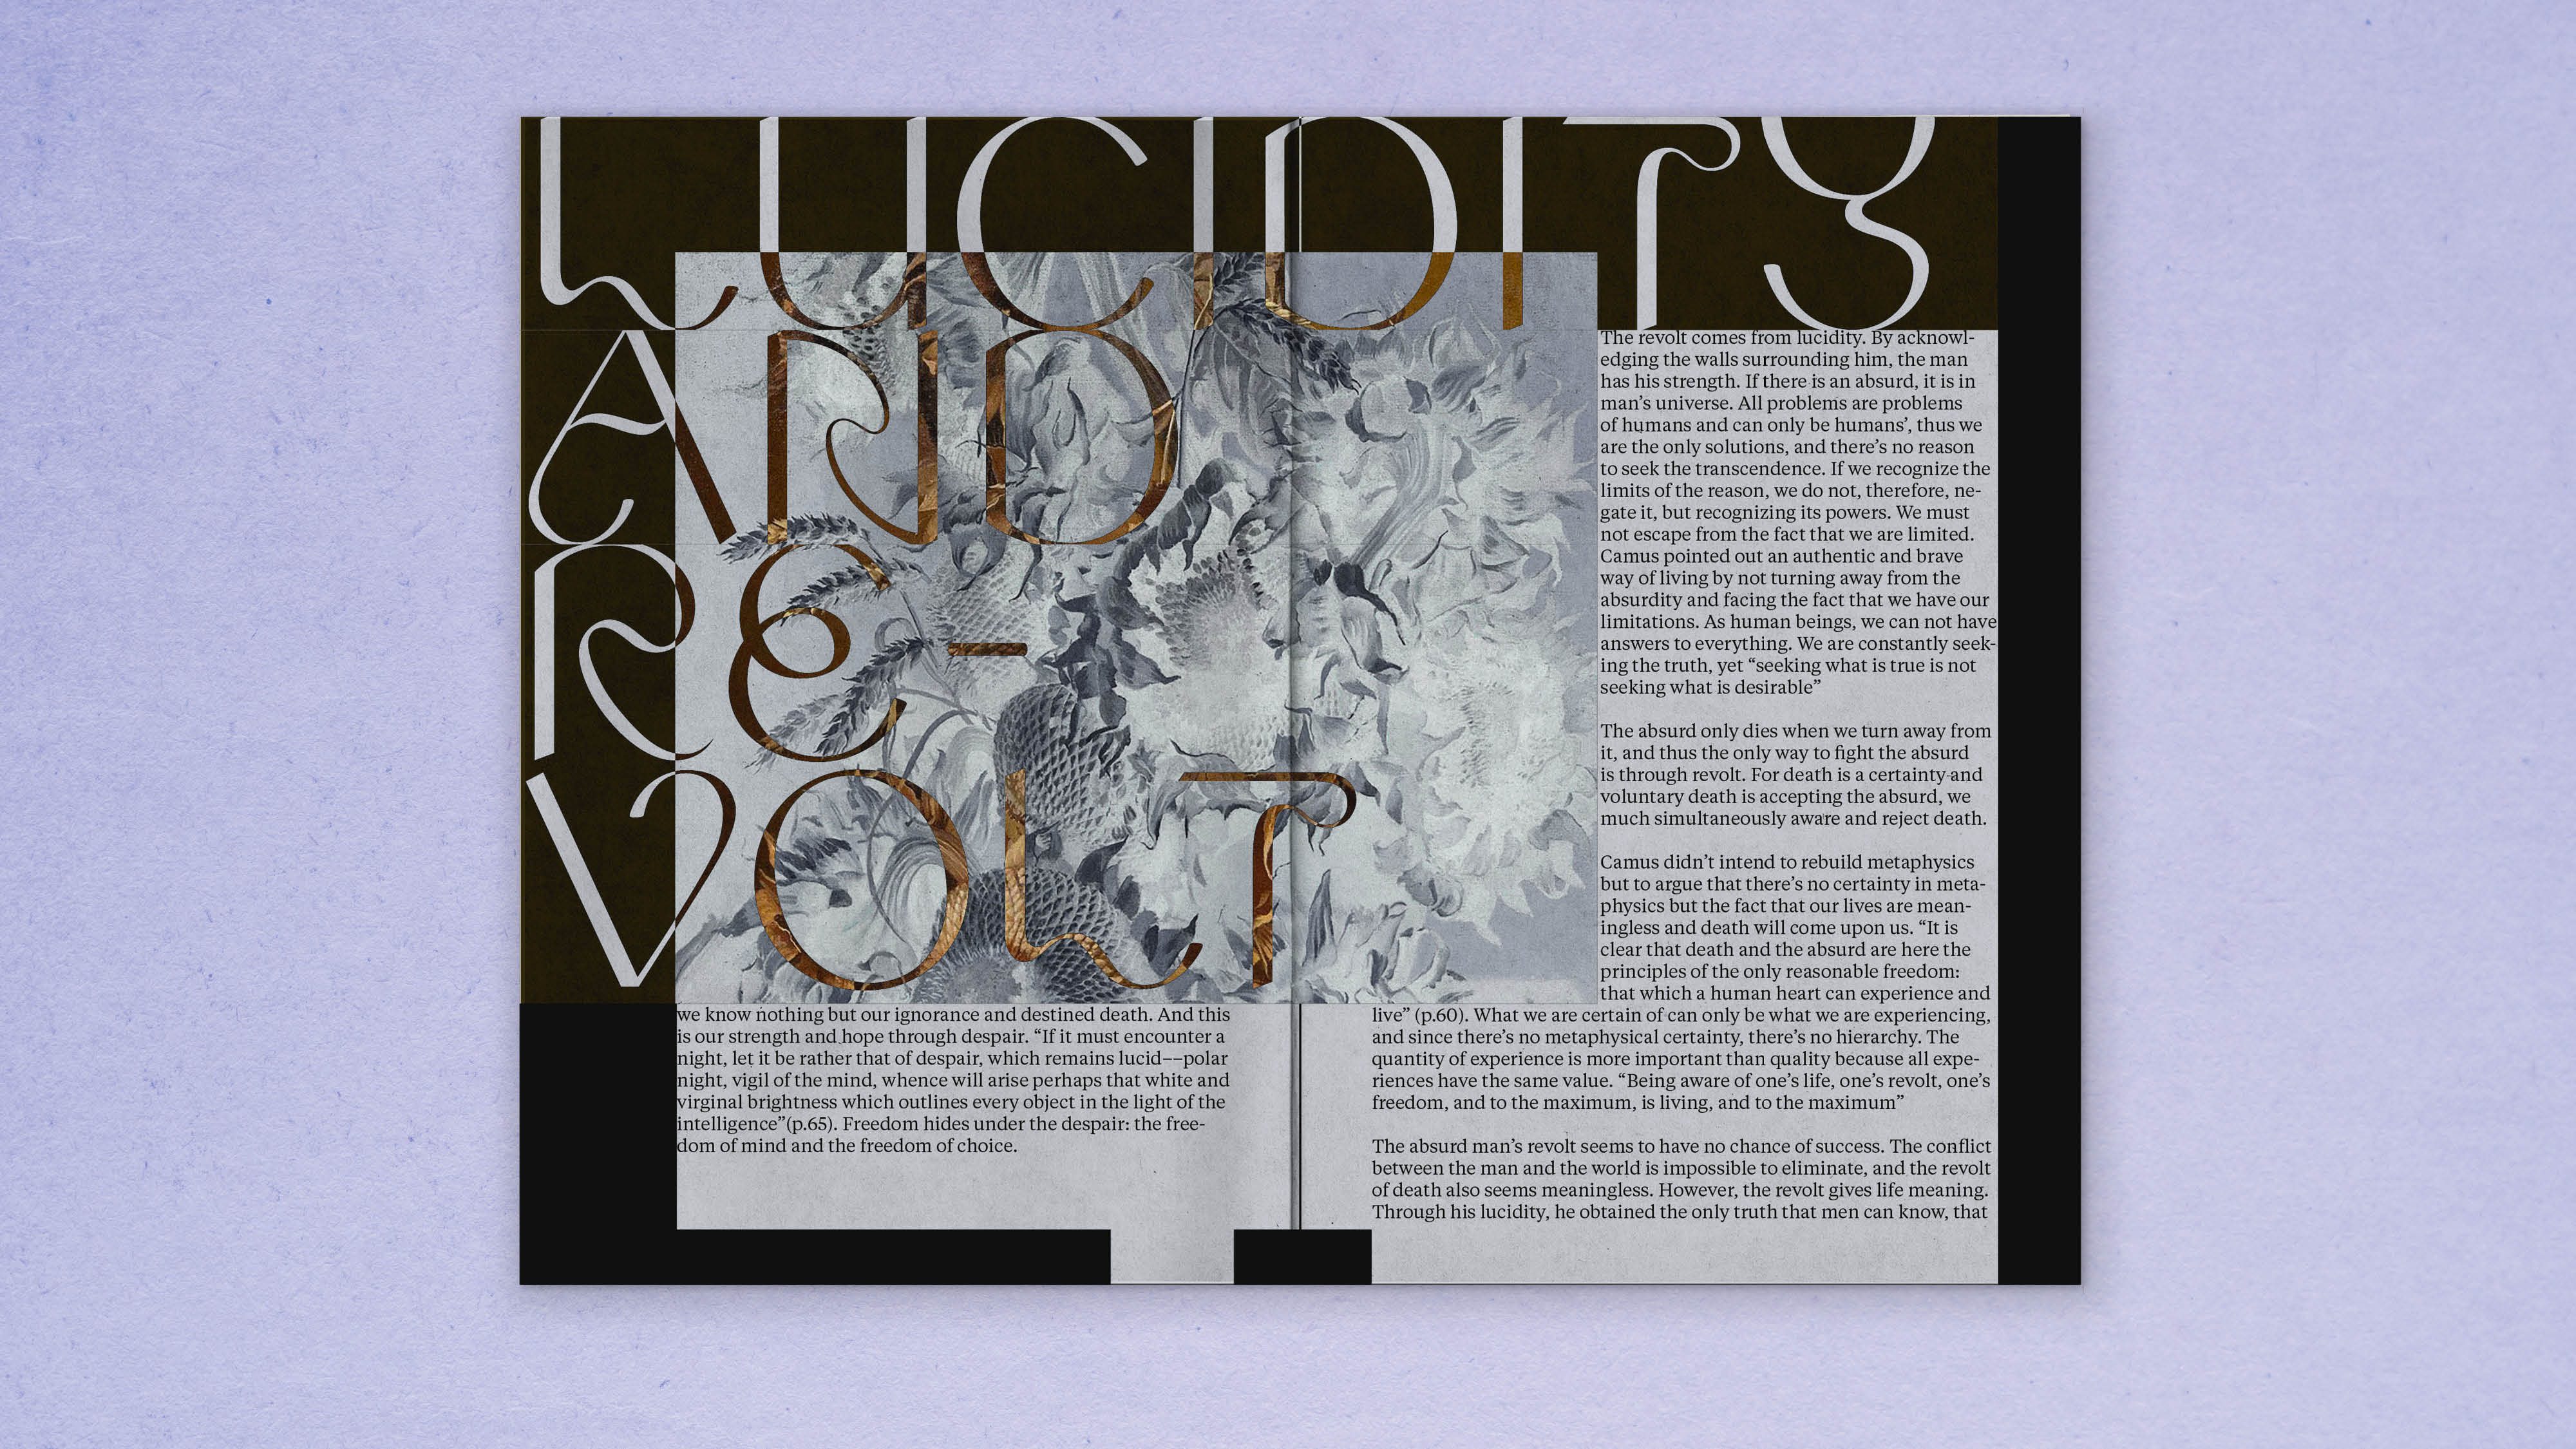 LUCIDITY
AND
RE-
VOLT
The revolt comes from lucidity. By acknowl-
edging the walls surrounding him, the man
has his strength. If there is an absurd, it is in
man’s universe. All problems are problems
of humans and can only be humans’, thus we
are the only solutions, and there’s no reason
to seek the transcendence. If we recognize the
limits of the reason, we do not, therefore, ne-
gate it, but recognizing its powers. We must
not escape from the fact that we are limited.
Camus pointed out an authentic and brave
way of living by not turning away from the
absurdity and facing the fact that we have our
limitations. As human beings, we can not have
answers to everything. We are constantly seek-
ing the truth, yet “seeking what is true is not
seeking what is desirable”
The absurd only dies when we turn away from
it, and thus the only way to fight the absurd
is through revolt. For death is a certainty and
voluntary death is accepting the absurd, we
much simultaneously aware and reject death.
Camus didn’t intend to rebuild metaphysics
but to argue that there’s no certainty in meta-
physics but the fact that our lives are mean-
ingless and death will come upon us. “It is
clear that death and the absurd are here the
principles of the only reasonable freedom:
that which a human heart can experience and
live” (p.60). What we are certain of can only be what we are experiencing,
and since there’s no metaphysical certainty, there’s no hierarchy. The
quantity of experience is more important than quality because all expe-
riences have the same value. “Being aware of one’s life, one’s revolt, one’s
freedom, and to the maximum, is living, and to the maximum”
The absurd man’s revolt seems to have no chance of success. The conflict
between the man and the world is impossible to eliminate, and the revolt
of death also seems meaningless. However, the revolt gives life meaning.
Through his lucidity, he obtained the only truth that men can know, that
we know nothing but our ignorance and destined death. And this
is our strength and hope through despair. “If it must encounter a
night, let it be rather that of despair, which remains lucid––polar
night, vigil of the mind, whence will arise perhaps that white and
virginal brightness which outlines every object in the light of the
intelligence”(p.65). Freedom hides under the despair: the free-
dom of mind and the freedom of choice.